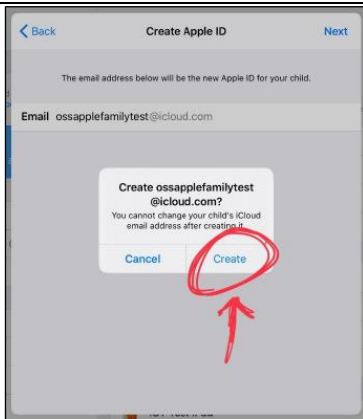 Back Create Apple ID Next
The email address below will be the new Apple ID for your child.
Email ossapplefamilytest@icloud.com
Create ossapplefamilytest
@icloud.com?
You cannot change your child's iCloud
email address after creating it.
Cancel Create